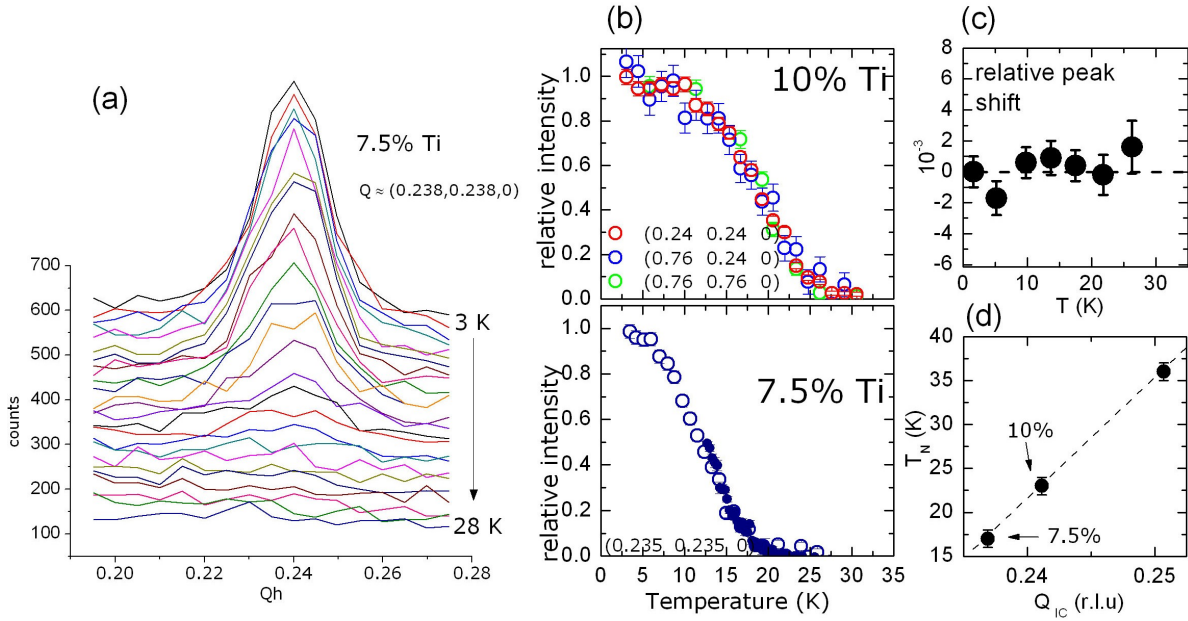 (a)
7.5% Ti
Q ≈ (0.238,0.238,0)
700
600
500
400
300
200
100
counts
3 K
28 K
0.20
0.22
0.24
0.26
0.28
Qh
(b)
10% Ti
relative intensity
1.0
0.8
0.6
0.4
0.2
0.0
(0.24 0.24 0)
(0.76 0.24 0)
(0.76 0.76 0)
7.5% Ti
relative intensity
1.0
0.8
0.6
0.4
0.2
0.0
(0.235 0.235 0)
0
5
10
15
20
25
30
35
Temperature (K)
(c)
relative peak
shift
10⁻³
8
6
4
2
0
-2
-4
-6
0
10
20
30
T (K)
(d)
T_N (K)
40
35
30
25
20
15
10%
7.5%
0.24
0.25
Q_IC (r.l.u)